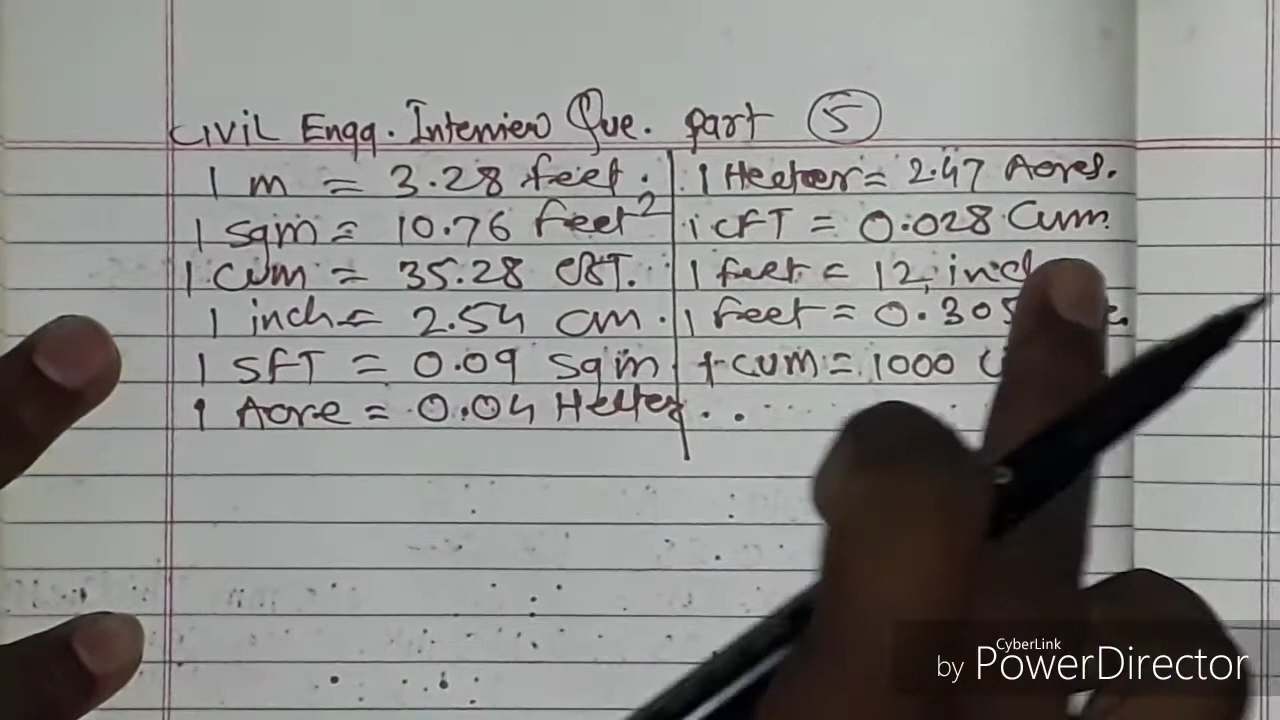 Civil Engg. Interview Que. part 5
1 m = 3.28 feet.
1 sqm = 10.76 feet²
1 cum = 35.28 CFT.
1 inch = 2.54 cm.
1 SFT = 0.09 sqm
1 Acre = 0.04 Hecter.
1 Hecter = 2.47 Acres.
1 CFT = 0.028 Cum.
1 feet = 12 inch
1 feet = 0.305
1 cum = 1000
CyberLink
by PowerDirector